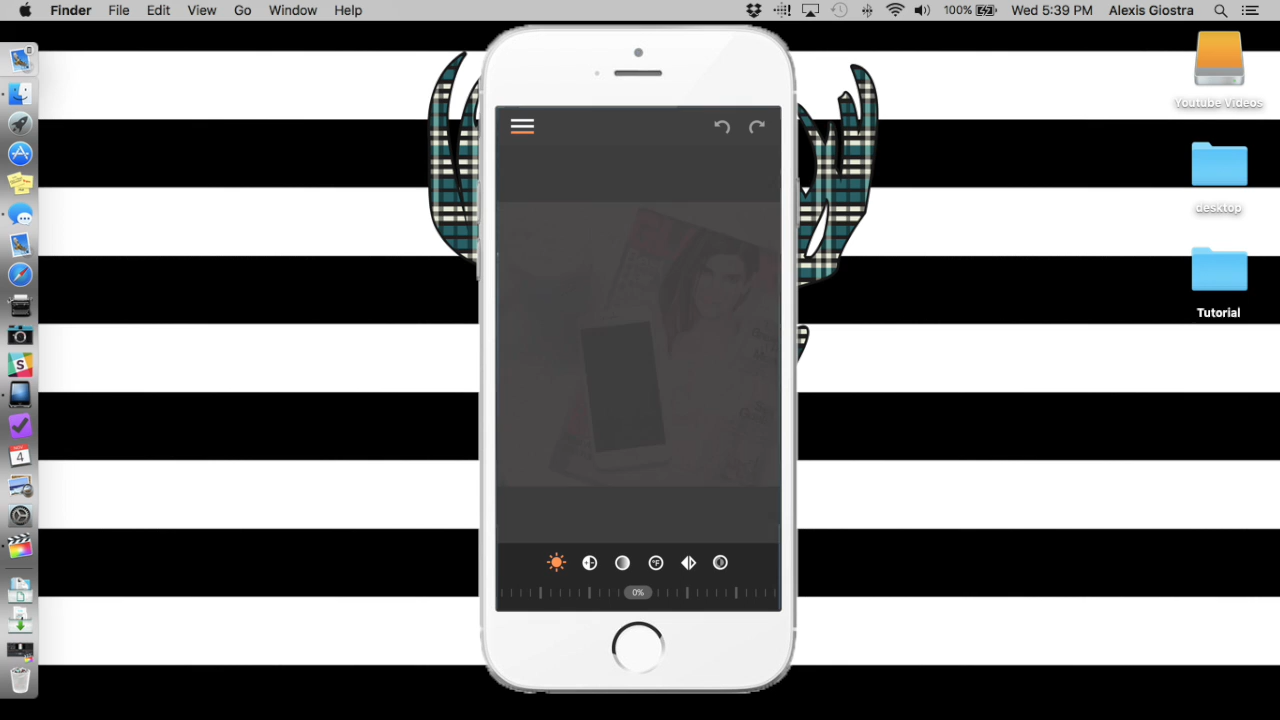 Finder File Edit View Go Window Help 100% Wed 5:39 PM Alexis Giostra
Youtube Videos
desktop
Tutorial
°F
0%
4